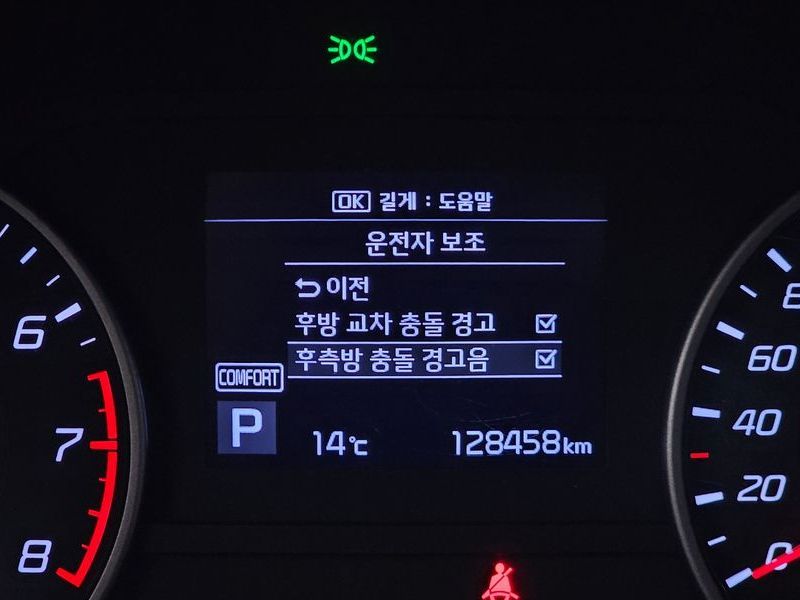 OK 길게 : 도움말
운전자 보조
이전
후방 교차 충돌 경고
후측방 충돌 경고음
COMFORT
P
14℃
128458km
6
7
8
60
40
20
0